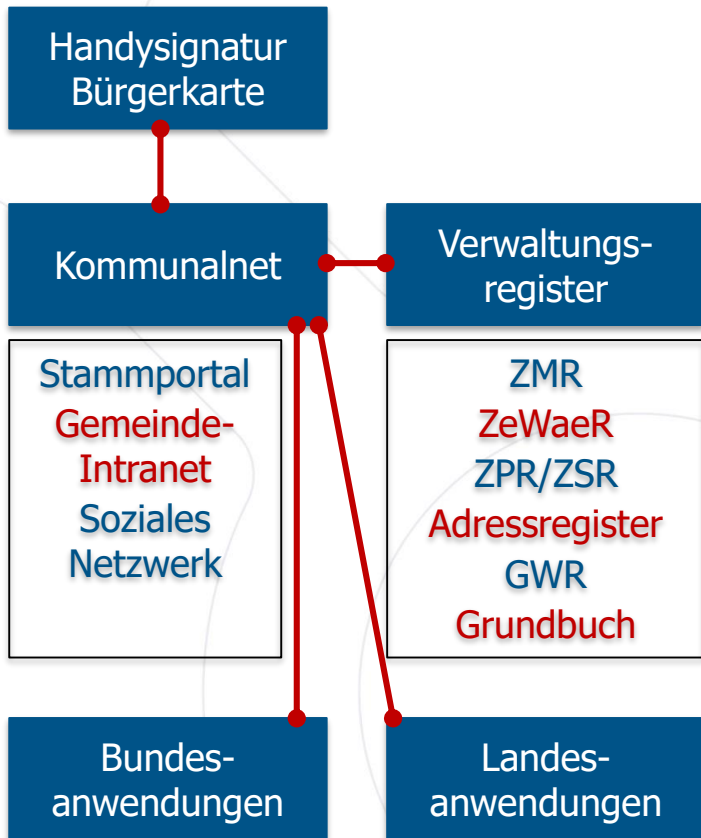 Handysignatur
Bürgerkarte
Kommunalnet
Verwaltungs-
register
Stammportal
Gemeinde-
Intranet
Soziales
Netzwerk
ZMR
ZeWaeR
ZPR/ZSR
Adressregister
GWR
Grundbuch
Bundes-
anwendungen
Landes-
anwendungen